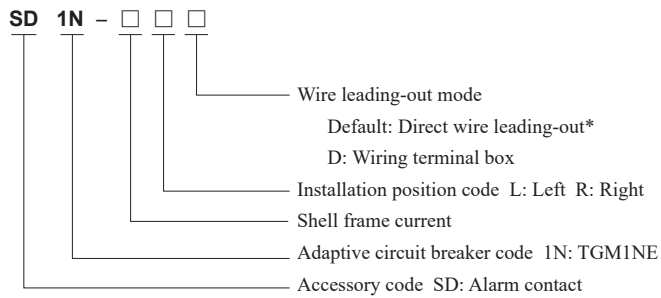 SD 1N – □ □ □
Wire leading-out mode
Default: Direct wire leading-out*
D: Wiring terminal box
Installation position code L: Left R: Right
Shell frame current
Adaptive circuit breaker code 1N: TGM1NE
Accessory code SD: Alarm contact